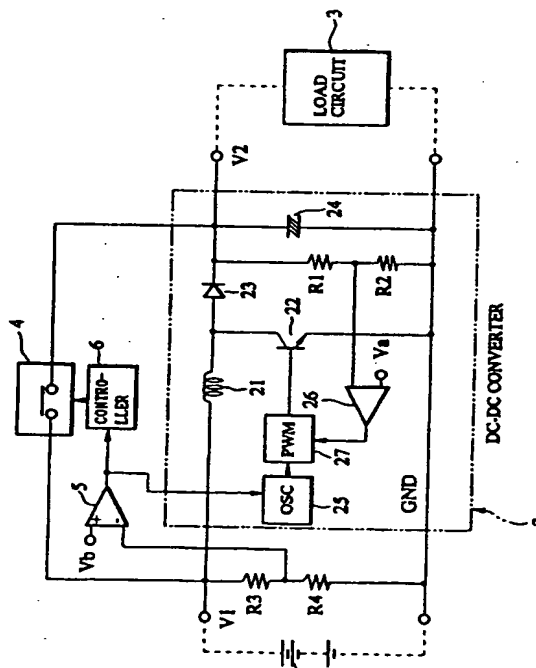 4
6
CONTRO-
LLER
5
Vb
+
-
V1
R3
R4
21
23
22
24
R1
R2
V2
LOAD
CIRCUIT
3
OSC
25
PWM
27
26
Va
GND
DC-DC CONVERTER